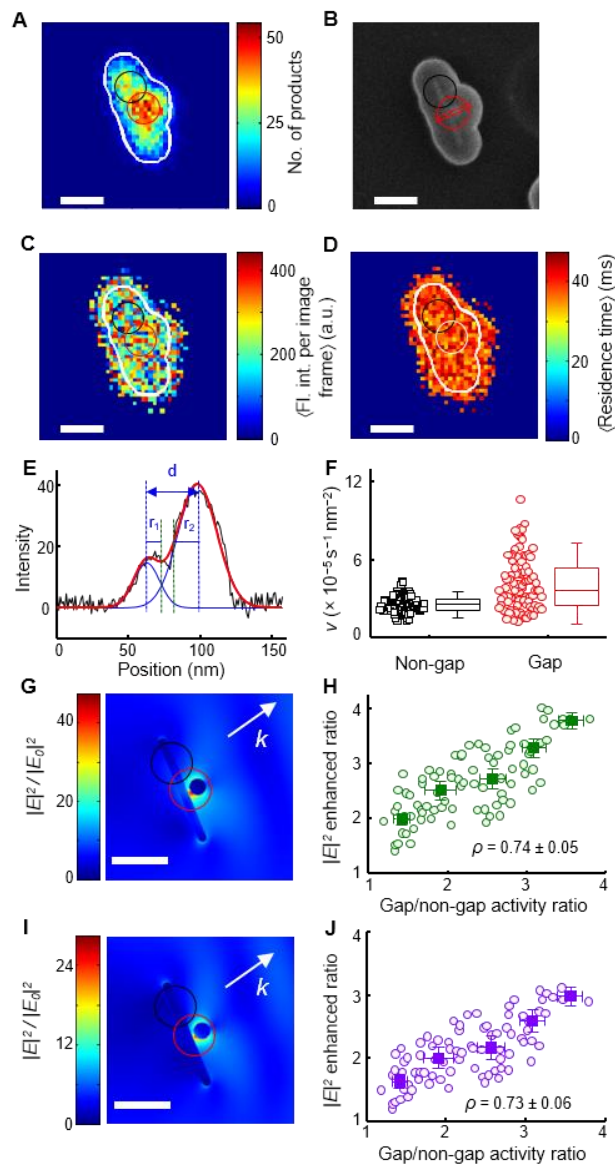 A
50
25
0
No. of products
B
C
400
200
0
⟨Fl. int. per image
frame⟩ (a.u.)
D
40
20
0
⟨Residence time⟩ (ms)
E
d
r1
r2
40
20
0
Intensity
0 50 100 150
Position (nm)
F
12
6
0
v (× 10⁻⁵ s⁻¹ nm⁻²)
Non-gap Gap
G
40
20
0
|E|²/|E₀|²
k
H
4
3
2
1
|E|² enhanced ratio
ρ = 0.74 ± 0.05
1 2 3 4
Gap/non-gap activity ratio
I
24
12
0
|E|²/|E₀|²
k
J
4
3
2
1
|E|² enhanced ratio
ρ = 0.73 ± 0.06
1 2 3 4
Gap/non-gap activity ratio